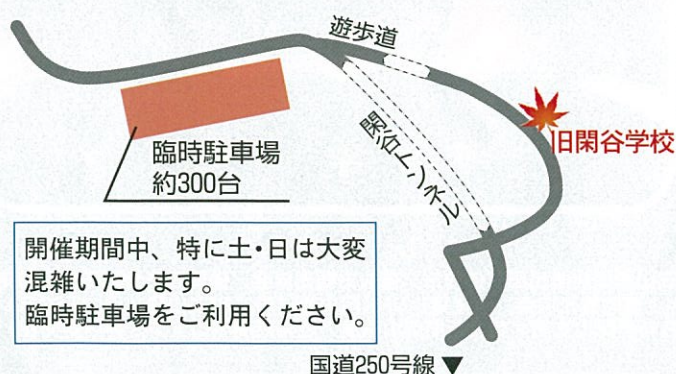 遊歩道
閑谷トンネル
旧閑谷学校
臨時駐車場
約300台
開催期間中、特に土・日は大変
混雑いたします。
臨時駐車場をご利用ください。
国道250号線▼